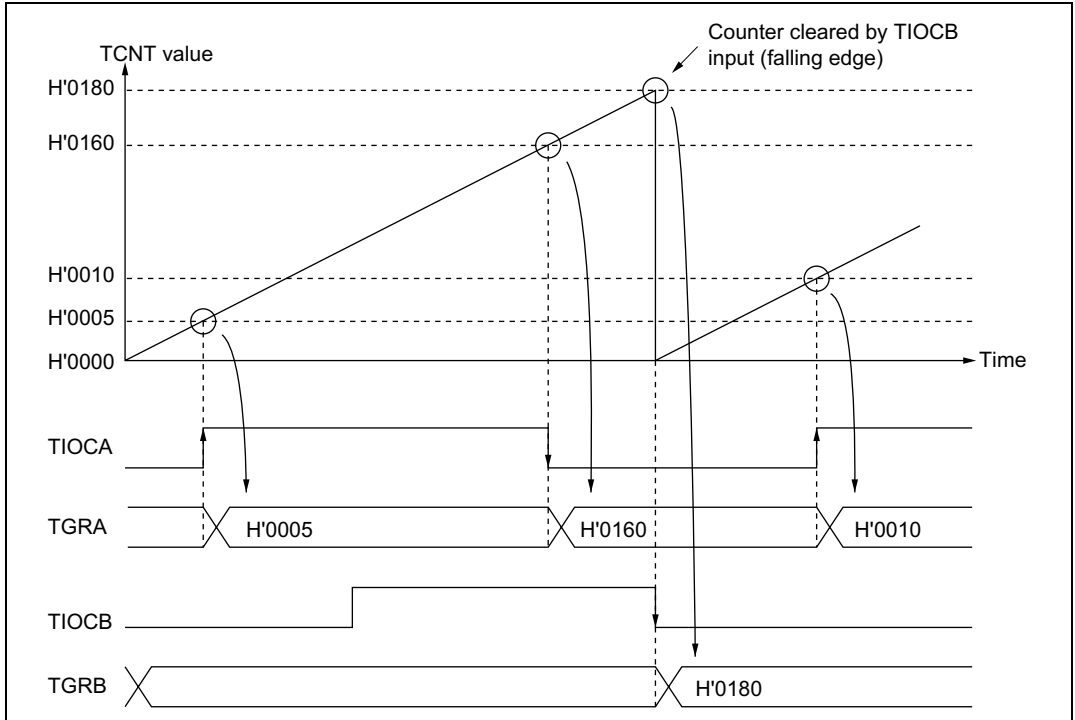 Counter cleared by TIOCB
input (falling edge)
TCNT value
H'0180
H'0160
H'0010
H'0005
H'0000
Time
TIOCA
TGRA
H'0005
H'0160
H'0010
TIOCB
TGRB
H'0180